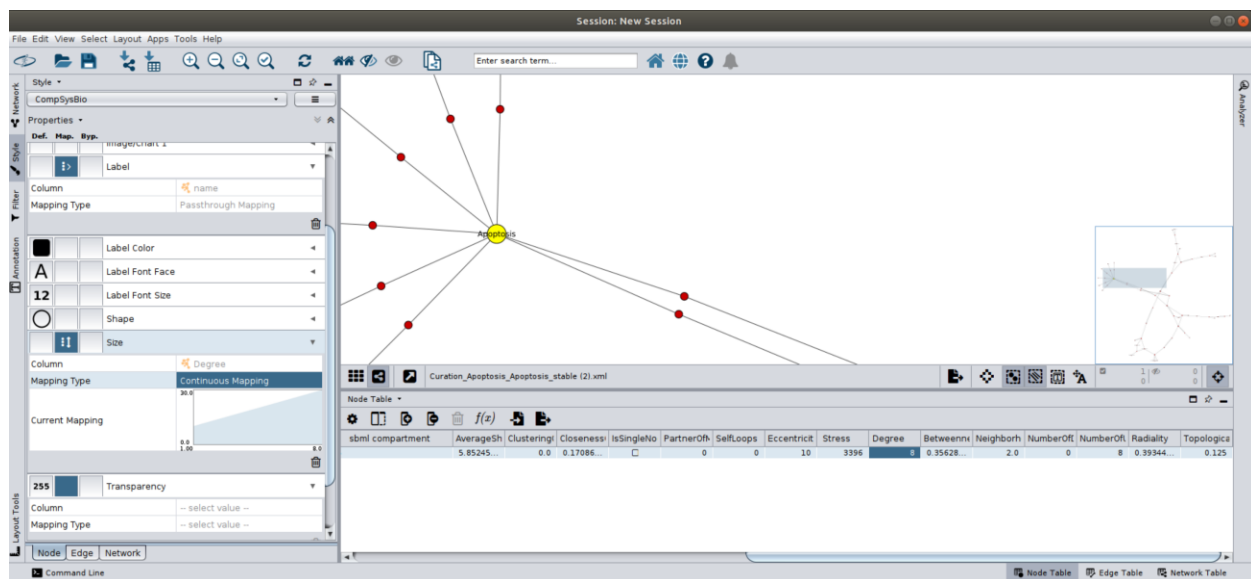 Session: New Session
File Edit View Select Layout Apps Tools Help
Enter search term...
Network
Style
Filter
Annotation
Layout Tools
Style
CompSysBio
Properties
Def. Map. Byp.
Image/Chart 1
Label
Column name
Mapping Type Passthrough Mapping
Label Color
A Label Font Face
12 Label Font Size
Shape
Size
Column Degree
Mapping Type Continuous Mapping
Current Mapping
30.0
0.0
1.00 8.0
255 Transparency
Column -- select value --
Mapping Type -- select value --
Node Edge Network
Command Line
Apoptosis
Analyzer
Curation_Apoptosis_Apoptosis_stable (2).xml
A
1 0
0 0
Node Table
f(x)
sbml compartment AverageSh Clustering Closeness IsSingleNo PartnerOfM SelfLoops Eccentricit Stress Degree Betweenne Neighborh NumberOf NumberOf Radiality Topologica
5.85245... 0.0 0.17086... 0 0 10 3396 8 0.35628... 2.0 0 8 0.39344... 0.125
Node Table Edge Table Network Table